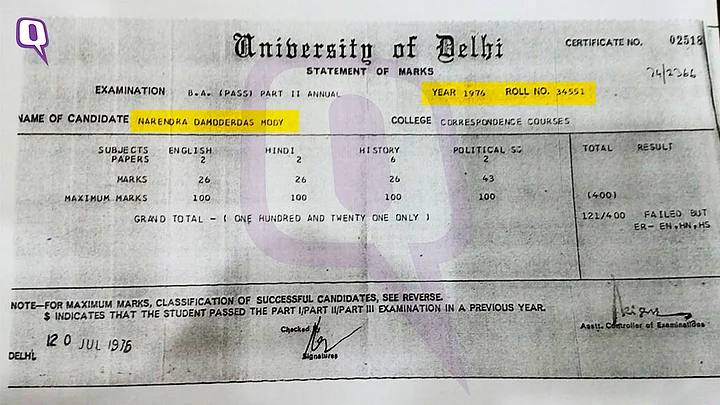 University of Delhi
CERTIFICATE NO. 02518
STATEMENT OF MARKS
74/2366
EXAMINATION B.A. (PASS) PART II ANNUAL YEAR 1976 ROLL NO. 34551
NAME OF CANDIDATE NARENDRA DAMODERDAS MODY COLLEGE CORRESPONDENCE COURSES
SUBJECTS ENGLISH HINDI HISTORY POLITICAL SC TOTAL RESULT
PAPERS 2 2 6 2
MARKS 26 26 26 43
MAXIMUM MARKS 100 100 100 100 (400)
GRAND TOTAL - ( ONE HUNDRED AND TWENTY ONE ONLY ) 121/400 FAILED BUT
ER- EN,HN,HS
NOTE—FOR MAXIMUM MARKS, CLASSIFICATION OF SUCCESSFUL CANDIDATES, SEE REVERSE.
$ INDICATES THAT THE STUDENT PASSED THE PART I/PART II/PART III EXAMINATION IN A PREVIOUS YEAR.
Checked by
Asstt. Controller of Examinations
DELHI, 20 JUL 1976
Signatures